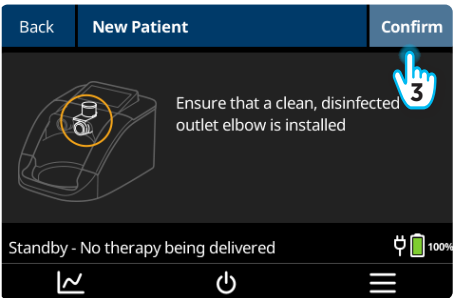 Back New Patient Confirm
3
Ensure that a clean, disinfected
outlet elbow is installed
Standby - No therapy being delivered 100%